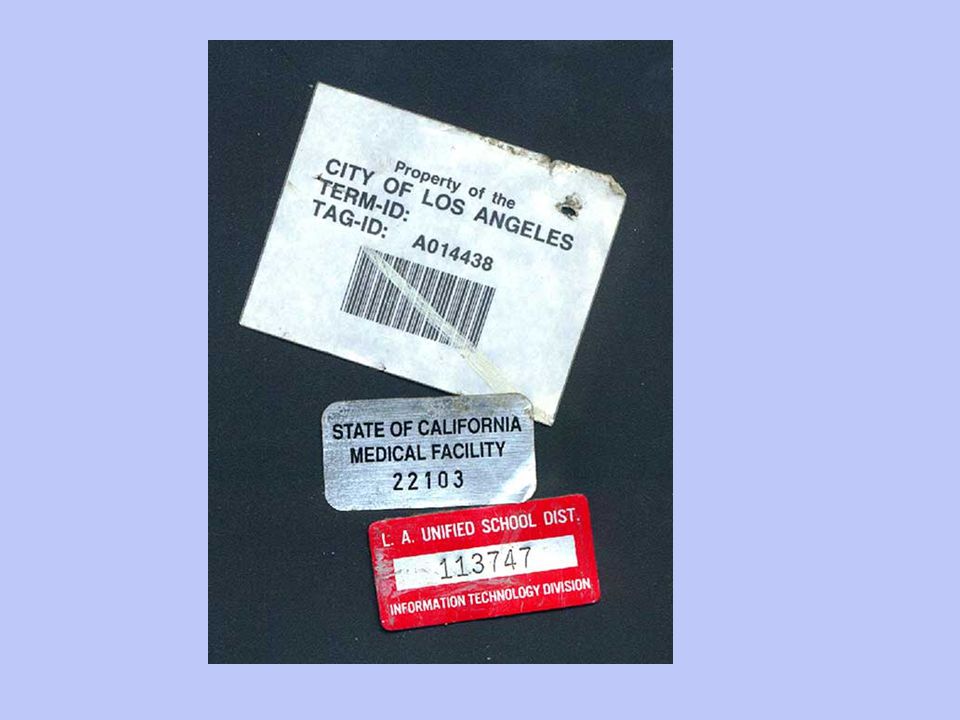 Property of the
CITY OF LOS ANGELES
TERM-ID:
TAG-ID: A014438
STATE OF CALIFORNIA
MEDICAL FACILITY
22103
L. A. UNIFIED SCHOOL DIST.
113747
INFORMATION TECHNOLOGY DIVISION